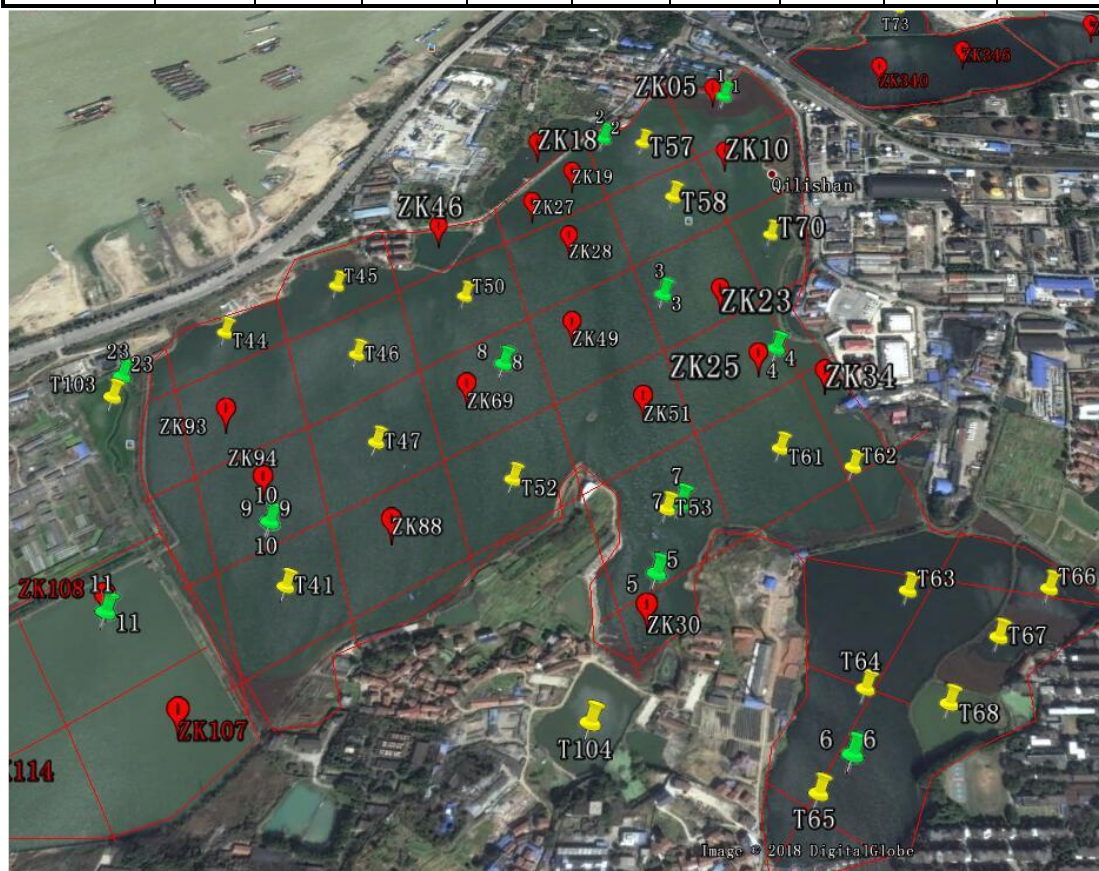 T73
ZK346
ZK340
ZK05
1
1
2
2
ZK18
T57
ZK10
ZK19
Qilishan
ZK27
T58
ZK46
T70
ZK28
T45
T50
3
3
ZK23
T44
ZK49
T46
8
8
4
4
23
23
T103
ZK25
ZK34
ZK69
ZK51
ZK93
T47
T61
T62
ZK94
T52
10
9
9
10
7
7
T53
ZK88
5
5
T41
T63
T66
ZK108
11
11
ZK30
T67
T64
T68
ZK107
T104
6
6
114
T65
Image © 2018 DigitalGlobe